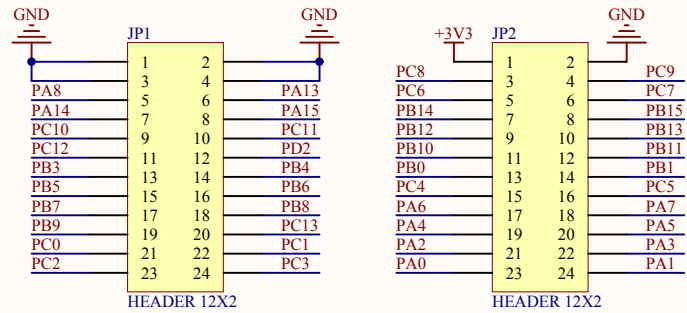 GND GND
JP1
1 2
3 4
PA8 5 6 PA13
PA14 7 8 PA15
PC10 9 10 PC11
PC12 11 12 PD2
PB3 13 14 PB4
PB5 15 16 PB6
PB7 17 18 PB8
PB9 19 20 PC13
PC0 21 22 PC1
PC2 23 24 PC3
HEADER 12X2
GND
+3V3 JP2
1 2
PC8 3 4 PC9
PC6 5 6 PC7
PB14 7 8 PB15
PB12 9 10 PB13
PB10 11 12 PB11
PB0 13 14 PB1
PC4 15 16 PC5
PA6 17 18 PA7
PA4 19 20 PA5
PA2 21 22 PA3
PA0 23 24 PA1
HEADER 12X2